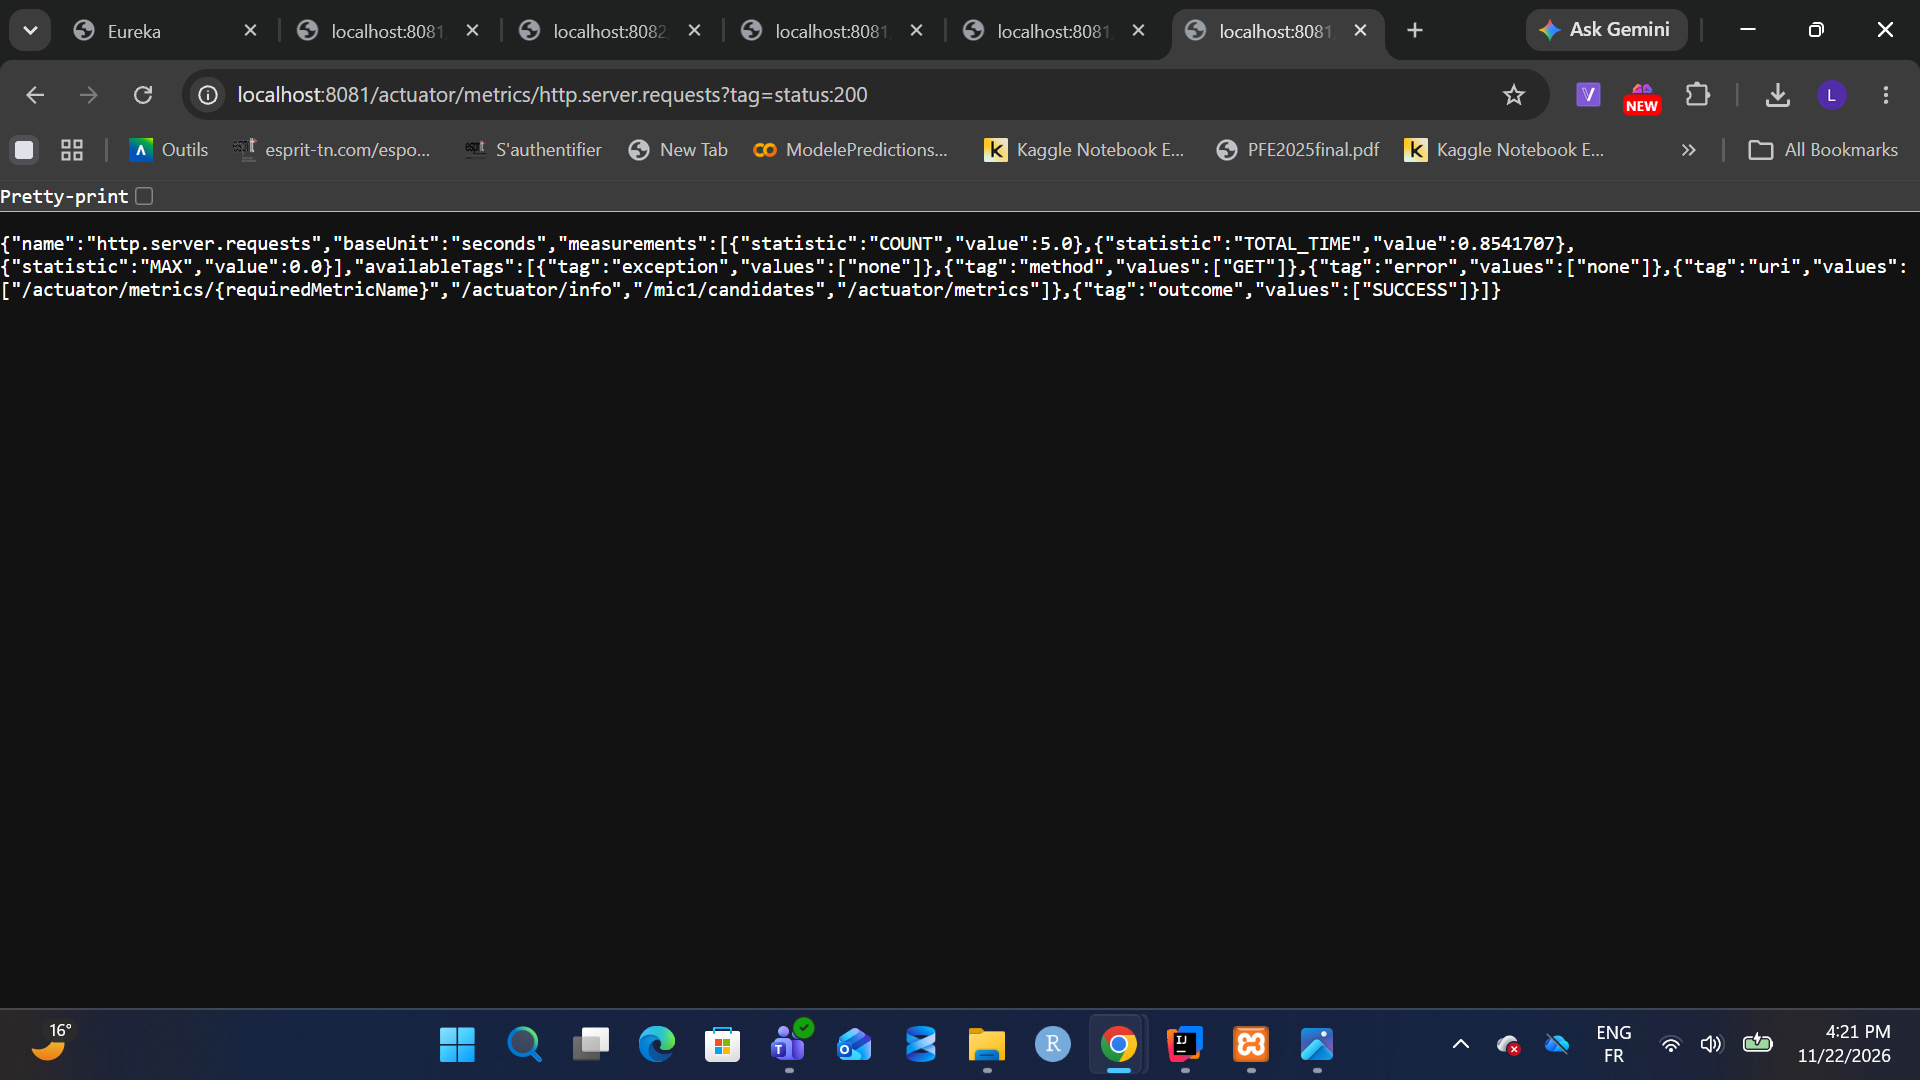 Eureka
localhost:8081
localhost:8082
localhost:8081
localhost:8081
localhost:8081
Ask Gemini
localhost:8081/actuator/metrics/http.server.requests?tag=status:200
V
NEW
L
Outils
esprit-tn.com/espo...
S'authentifier
New Tab
ModelePredictions...
Kaggle Notebook E...
PFE2025final.pdf
Kaggle Notebook E...
All Bookmarks
Pretty-print
{"name":"http.server.requests","baseUnit":"seconds","measurements":[{"statistic":"COUNT","value":5.0},{"statistic":"TOTAL_TIME","value":0.8541707},
{"statistic":"MAX","value":0.0}],"availableTags":[{"tag":"exception","values":["none"]},{"tag":"method","values":["GET"]},{"tag":"error","values":["none"]},{"tag":"uri","values":
["/actuator/metrics/{requiredMetricName}","/actuator/info","/mic1/candidates","/actuator/metrics"]},{"tag":"outcome","values":["SUCCESS"]}]}
16°
ENG
FR
4:21 PM
11/22/2026